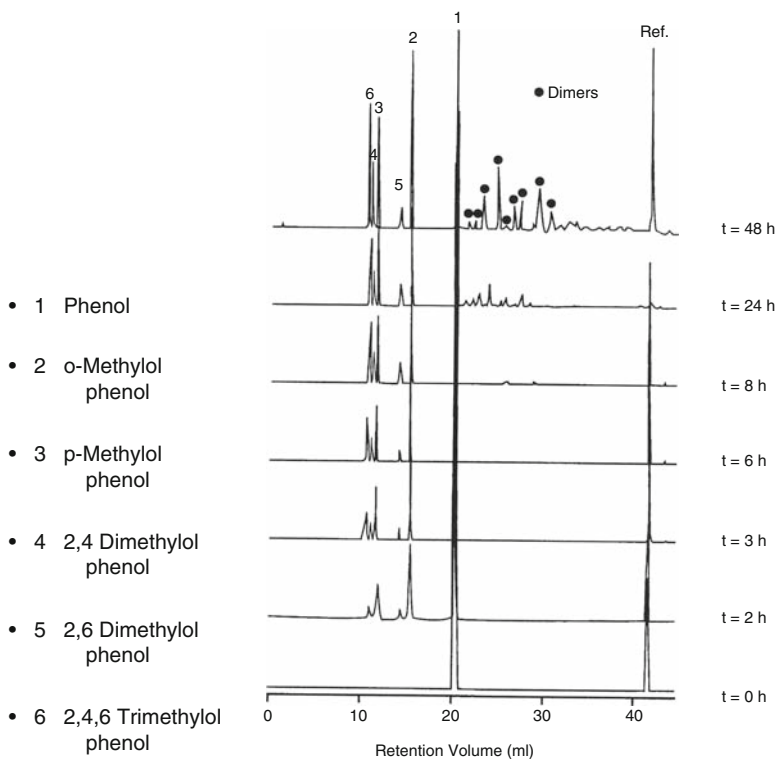 1
2
Ref.
6
3
● Dimers
4
5
t = 48 h
t = 24 h
t = 8 h
t = 6 h
t = 3 h
t = 2 h
t = 0 h
• 1 Phenol
• 2 o-Methylol
phenol
• 3 p-Methylol
phenol
• 4 2,4 Dimethylol
phenol
• 5 2,6 Dimethylol
phenol
• 6 2,4,6 Trimethylol
phenol
0 10 20 30 40
Retention Volume (ml)